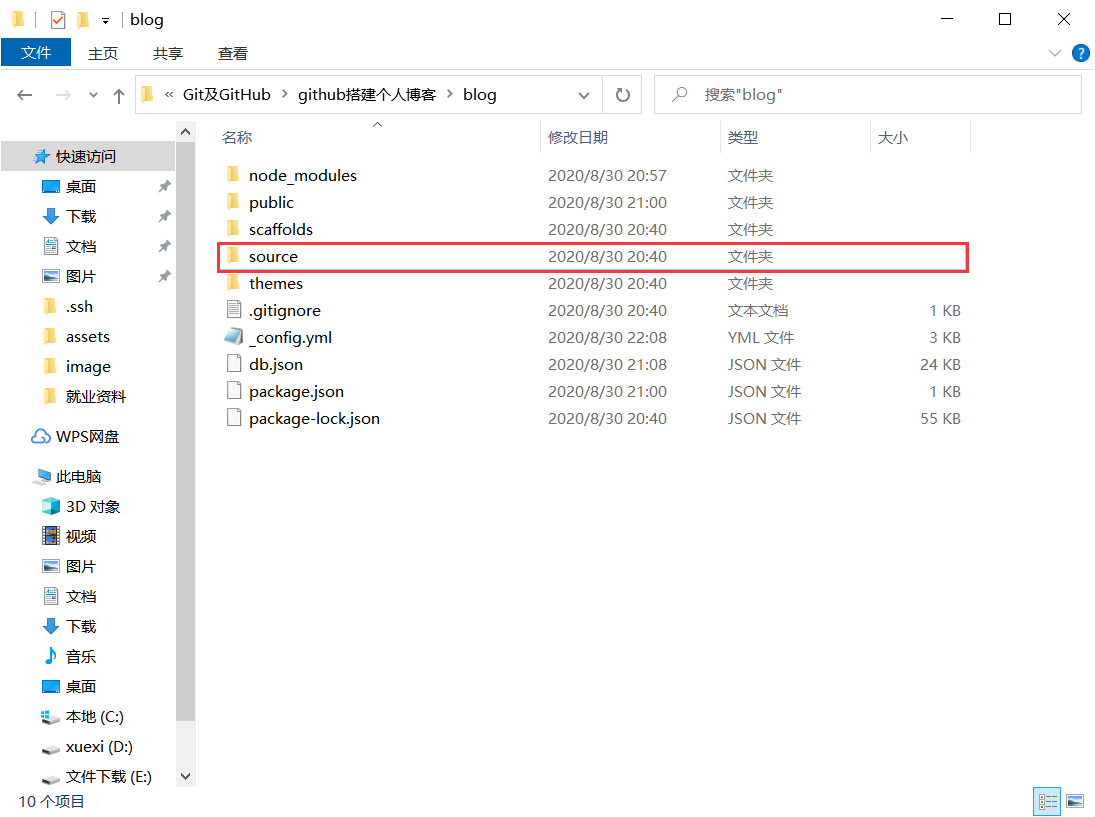 blog
文件 主页 共享 查看
« Git及GitHub › github搭建个人博客 › blog 搜索"blog"
名称 修改日期 类型 大小
快速访问
桌面
下载
文档
图片
.ssh
assets
image
就业资料
WPS网盘
此电脑
3D 对象
视频
图片
文档
下载
音乐
桌面
本地 (C:)
xuexi (D:)
文件下载 (E:)
node_modules 2020/8/30 20:57 文件夹
public 2020/8/30 21:00 文件夹
scaffolds 2020/8/30 20:40 文件夹
source 2020/8/30 20:40 文件夹
themes 2020/8/30 20:40 文件夹
.gitignore 2020/8/30 20:40 文本文档 1 KB
_config.yml 2020/8/30 22:08 YML 文件 3 KB
db.json 2020/8/30 21:08 JSON 文件 24 KB
package.json 2020/8/30 21:00 JSON 文件 1 KB
package-lock.json 2020/8/30 20:40 JSON 文件 55 KB
10 个项目